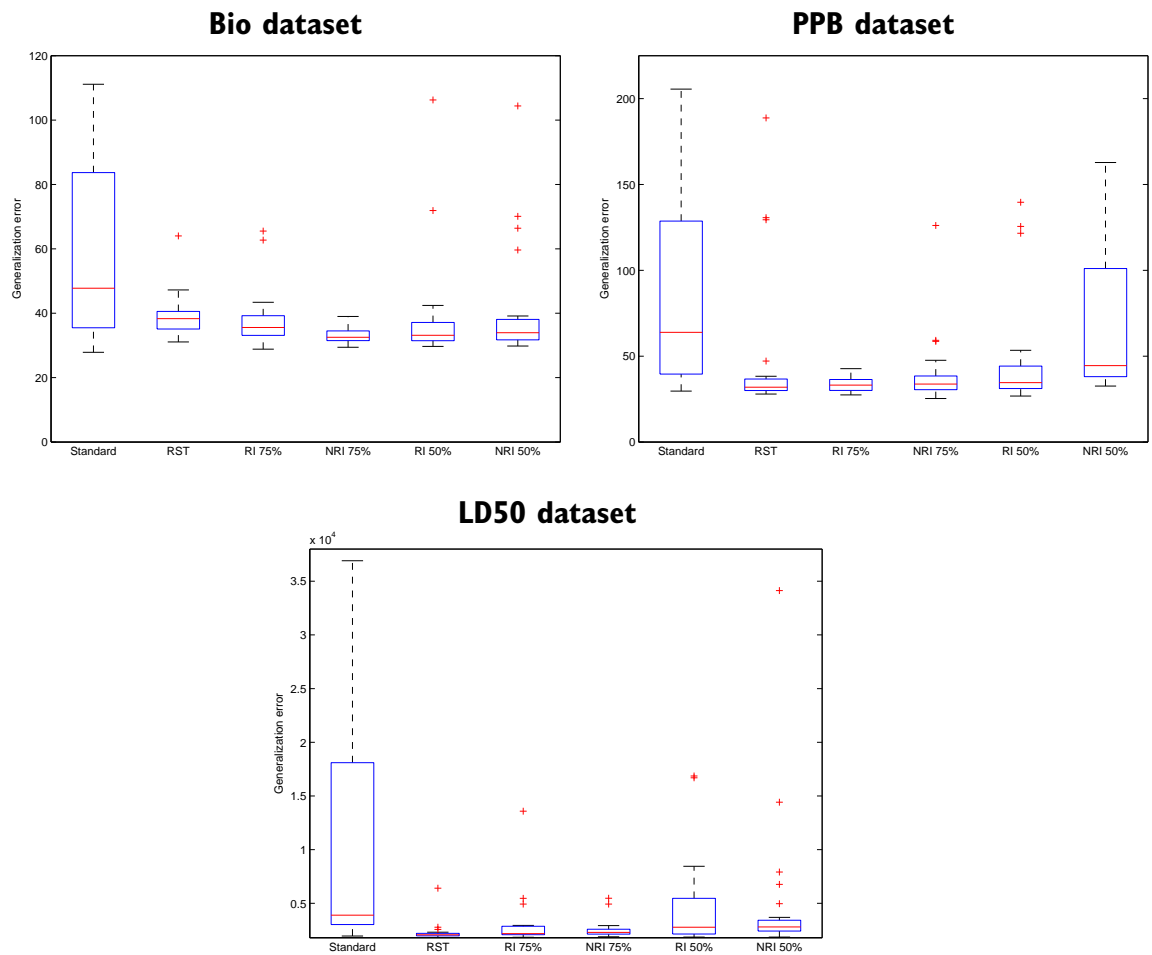 Bio dataset
120
100
80
60
40
20
0
Generalization error
Standard RST RI 75% NRI 75% RI 50% NRI 50%
PPB dataset
200
150
100
50
0
Generalization error
Standard RST RI 75% NRI 75% RI 50% NRI 50%
LD50 dataset
x 10^4
3.5
3
2.5
2
1.5
1
0.5
Generalization error
Standard RST RI 75% NRI 75% RI 50% NRI 50%